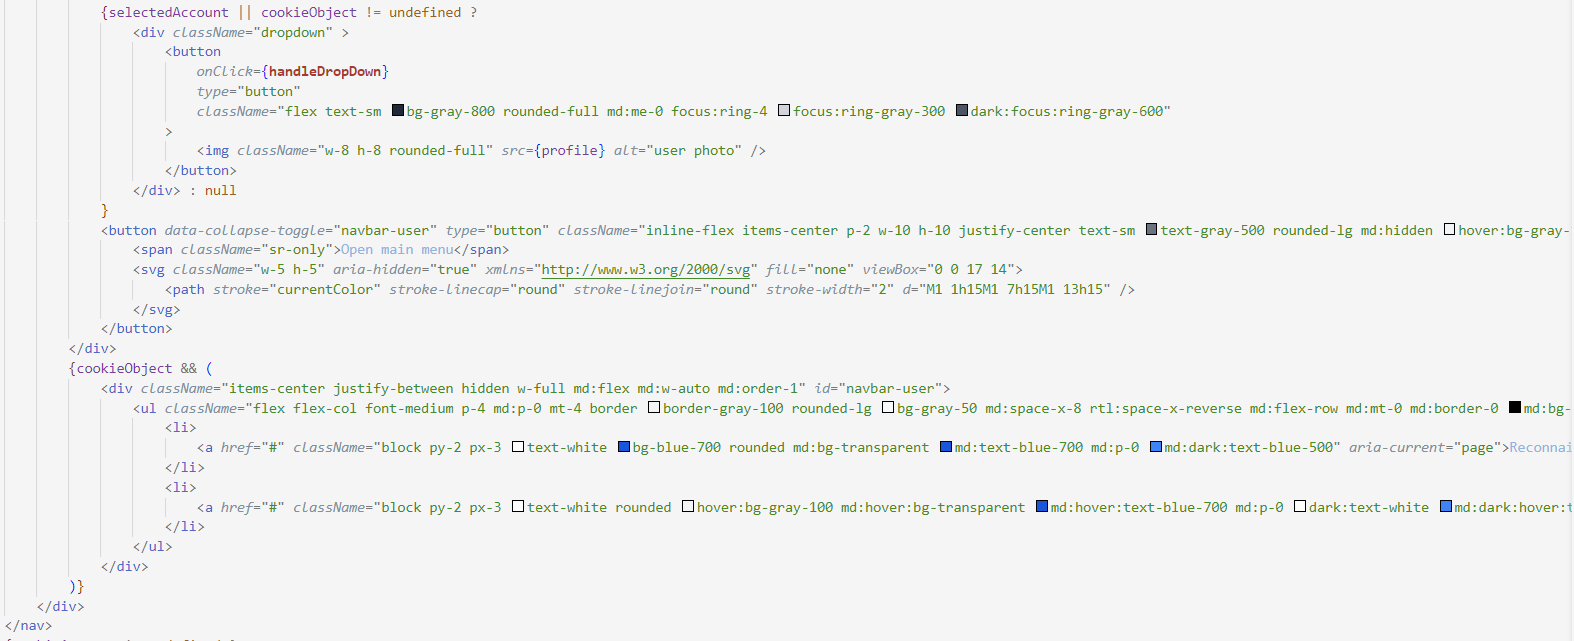 {selectedAccount || cookieObject != undefined ?
<div className="dropdown" >
<button
onClick={handleDropDown}
type="button"
className="flex text-sm bg-gray-800 rounded-full md:me-0 focus:ring-4 focus:ring-gray-300 dark:focus:ring-gray-600"
>
<img className="w-8 h-8 rounded-full" src={profile} alt="user photo" />
</button>
</div> : null
}
<button data-collapse-toggle="navbar-user" type="button" className="inline-flex items-center p-2 w-10 h-10 justify-center text-sm text-gray-500 rounded-lg md:hidden hover:bg-gray-
<span className="sr-only">Open main menu</span>
<svg className="w-5 h-5" aria-hidden="true" xmlns="http://www.w3.org/2000/svg" fill="none" viewBox="0 0 17 14">
<path stroke="currentColor" stroke-linecap="round" stroke-linejoin="round" stroke-width="2" d="M1 1h15M1 7h15M1 13h15" />
</svg>
</button>
</div>
{cookieObject && (
<div className="items-center justify-between hidden w-full md:flex md:w-auto md:order-1" id="navbar-user">
<ul className="flex flex-col font-medium p-4 md:p-0 mt-4 border border-gray-100 rounded-lg bg-gray-50 md:space-x-8 rtl:space-x-reverse md:flex-row md:mt-0 md:border-0 md:bg-
<li>
<a href="#" className="block py-2 px-3 text-white bg-blue-700 rounded md:bg-transparent md:text-blue-700 md:p-0 md:dark:text-blue-500" aria-current="page">Reconnai
</li>
<li>
<a href="#" className="block py-2 px-3 text-white rounded hover:bg-gray-100 md:hover:bg-transparent md:hover:text-blue-700 md:p-0 dark:text-white md:dark:hover:t
</li>
</ul>
</div>
)}
</div>
</nav>